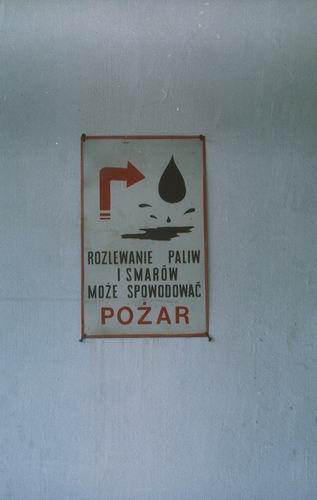 ROZLEWANIE PALIW
I SMARÓW
MOŻE SPOWODOWAĆ
POŻAR